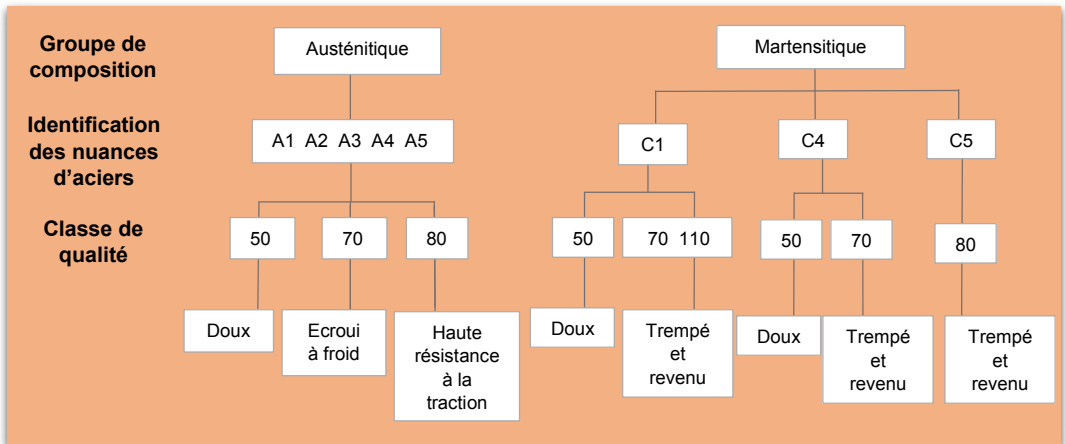 Groupe de
composition
Austénitique
Martensitique
Identification
des nuances
d’aciers
A1 A2 A3 A4 A5
C1
C4
C5
Classe de
qualité
50
70
80
50
70 110
50
70
80
Doux
Ecroui
à froid
Haute
résistance
à la
traction
Doux
Trempé
et
revenu
Doux
Trempé
et
revenu
Trempé
et
revenu